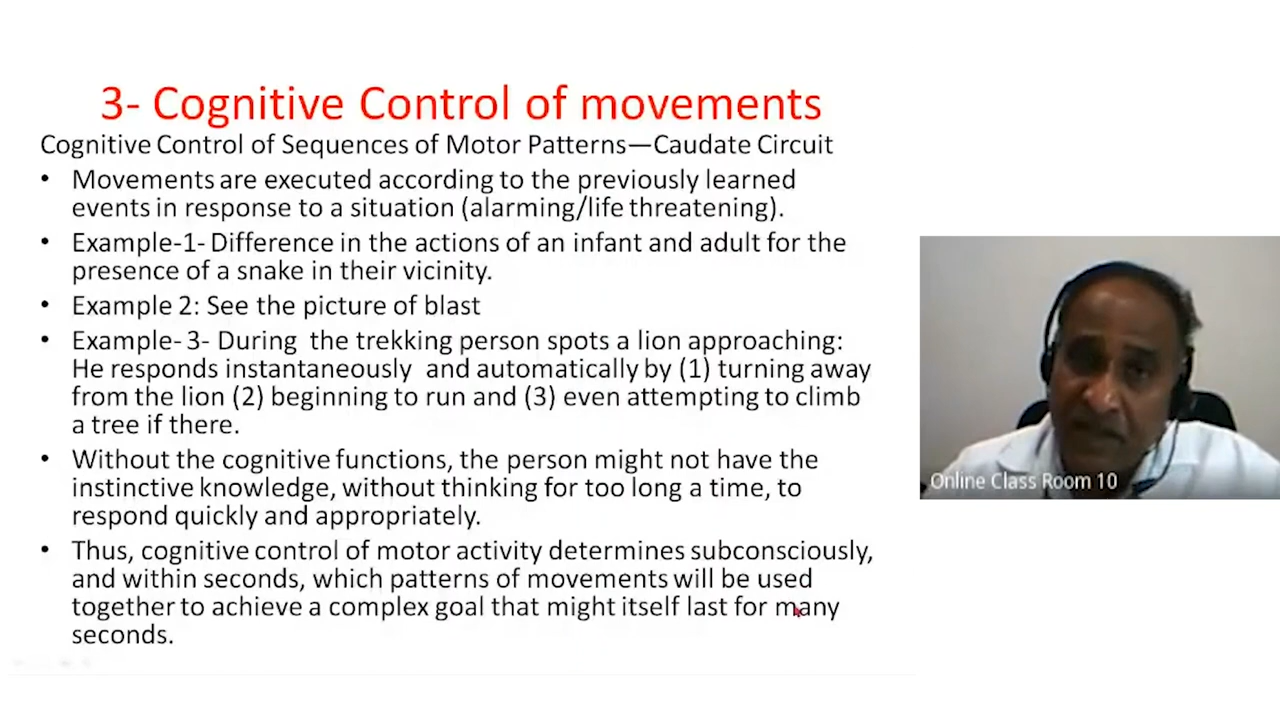 3- Cognitive Control of movements
Cognitive Control of Sequences of Motor Patterns—Caudate Circuit
• Movements are executed according to the previously learned
events in response to a situation (alarming/life threatening).
• Example-1- Difference in the actions of an infant and adult for the
presence of a snake in their vicinity.
• Example 2: See the picture of blast
• Example- 3- During the trekking person spots a lion approaching:
He responds instantaneously and automatically by (1) turning away
from the lion (2) beginning to run and (3) even attempting to climb
a tree if there.
• Without the cognitive functions, the person might not have the
instinctive knowledge, without thinking for too long a time, to
respond quickly and appropriately.
• Thus, cognitive control of motor activity determines subconsciously,
and within seconds, which patterns of movements will be used
together to achieve a complex goal that might itself last for many
seconds.
Online Class Room 10